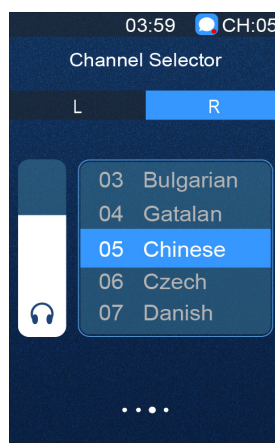 03:59 CH:05
Channel Selector
L R
03 Bulgarian
04 Gatalan
05 Chinese
06 Czech
07 Danish